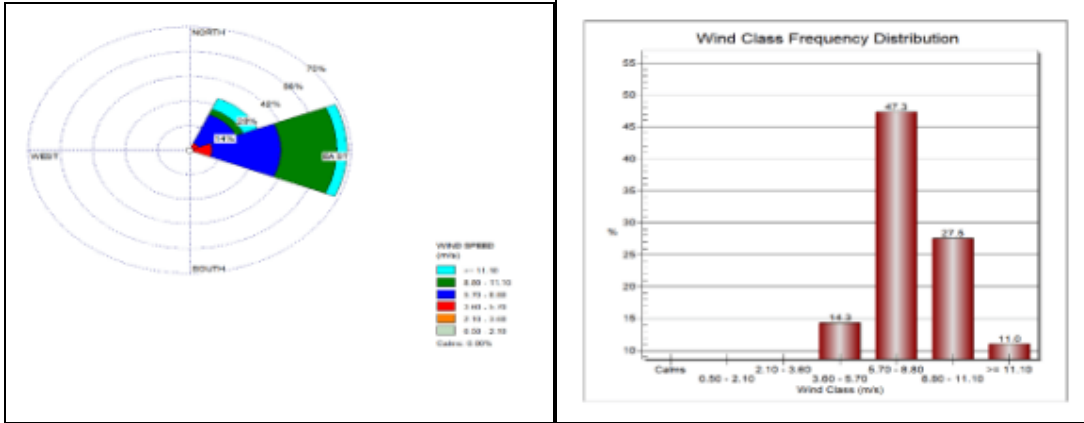 NORTH
70%
56%
42%
28%
14%
WEST
EAST
SOUTH
WIND SPEED
(m/s)
>= 11.10
8.80 - 11.10
5.70 - 8.80
3.60 - 5.70
2.10 - 3.60
0.50 - 2.10
Calms: 0.00%
Wind Class Frequency Distribution
%
55
50
45
40
35
30
25
20
15
10
14.3
47.3
27.5
11.0
Calms
0.50 - 2.10
2.10 - 3.60
3.60 - 5.70
5.70 - 8.80
8.80 - 11.10
>= 11.10
Wind Class (m/s)